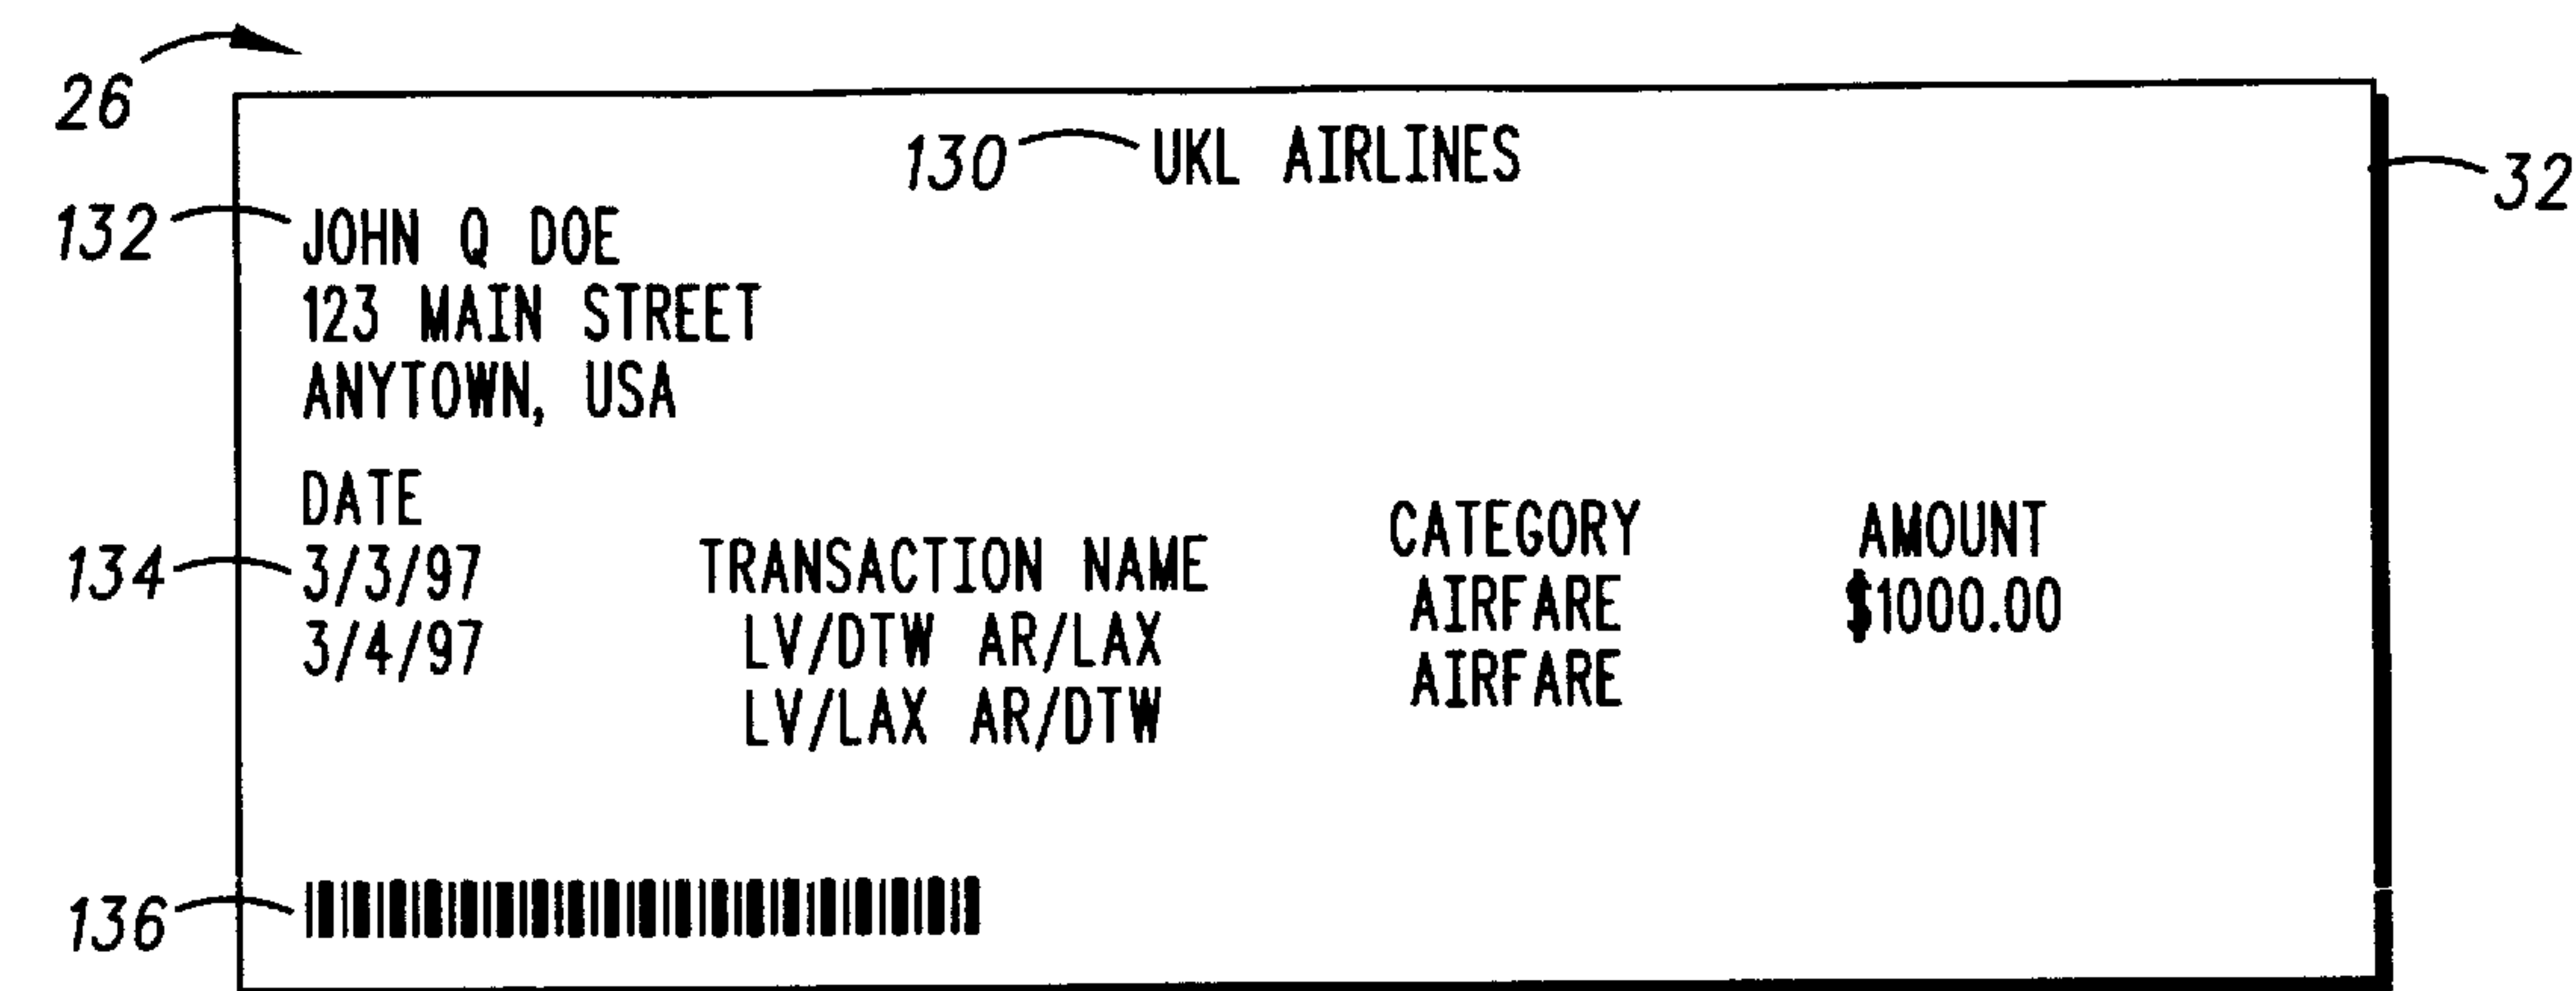 26
130 UKL AIRLINES
32
132 JOHN Q DOE
123 MAIN STREET
ANYTOWN, USA
DATE
134 3/3/97
3/4/97
TRANSACTION NAME
LV/DTW AR/LAX
LV/LAX AR/DTW
CATEGORY
AIRFARE
AIRFARE
AMOUNT
$1000.00
136